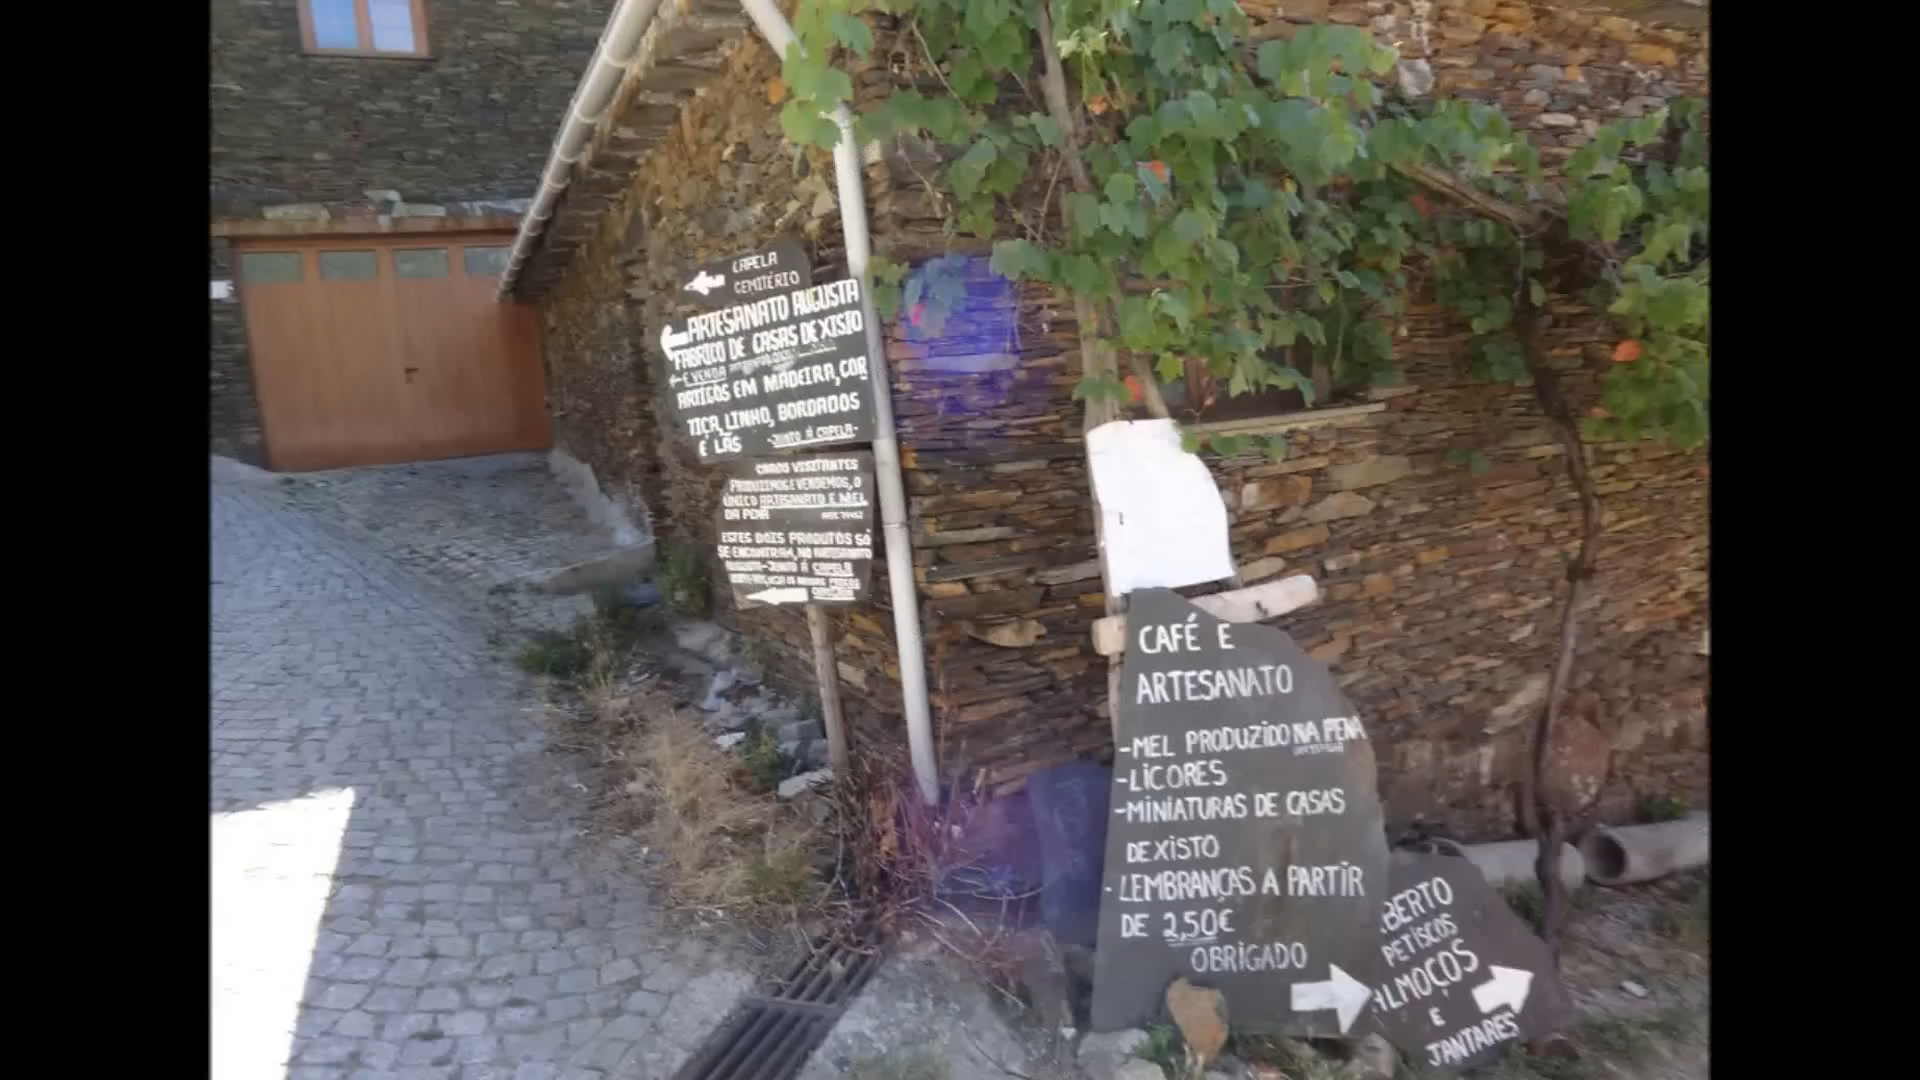 CAPELA
CEMITÉRIO
ARTESANATO AUGUSTA
FABRICO DE CASAS DE XISTO
E VENDA
ARTIGOS EM MADEIRA, COR
TIÇA, LINHO, BORDADOS
E LÃS -JUNTO Á CAPELA-
CAROS VISITANTES
PRODUZIMOS E VENDEMOS, O
ÚNICO ARTESANATO E MEL
DA PENA
ESTES DOIS PRODUTOS SÓ
SE ENCONTRAM, NO ARTESANATO
AUGUSTA-JUNTO Á CAPELA
CAFÉ E
ARTESANATO
-MEL PRODUZIDO NA PENA
-LICORES
-MINIATURAS DE CASAS
DE XISTO
-LEMBRANÇAS A PARTIR
DE 2,50€
OBRIGADO
BERTO
PETISCOS
ALMOÇOS
E
JANTARES